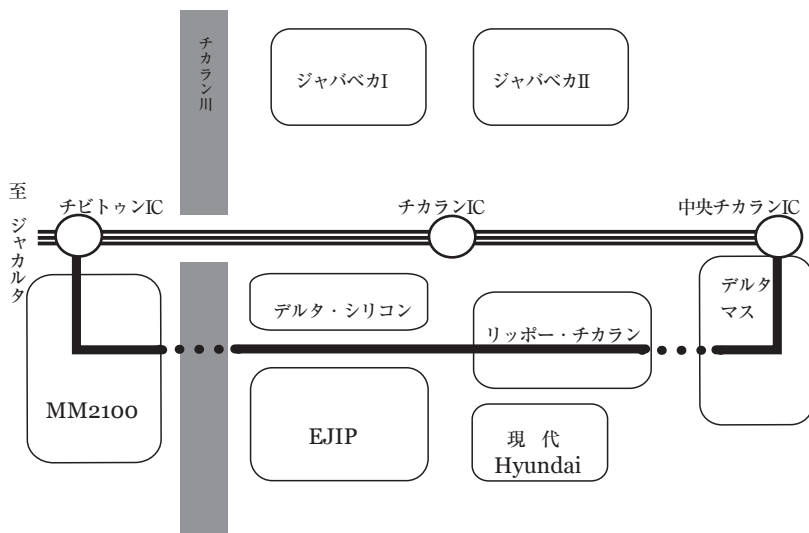 チカラン川
ジャバベカI
ジャバベカII
至 ジャカルタ
チビトゥンIC
チカランIC
中央チカランIC
デルタ・シリコン
リッポー・チカラン
デルタ
マス
MM2100
EJIP
現 代
Hyundai